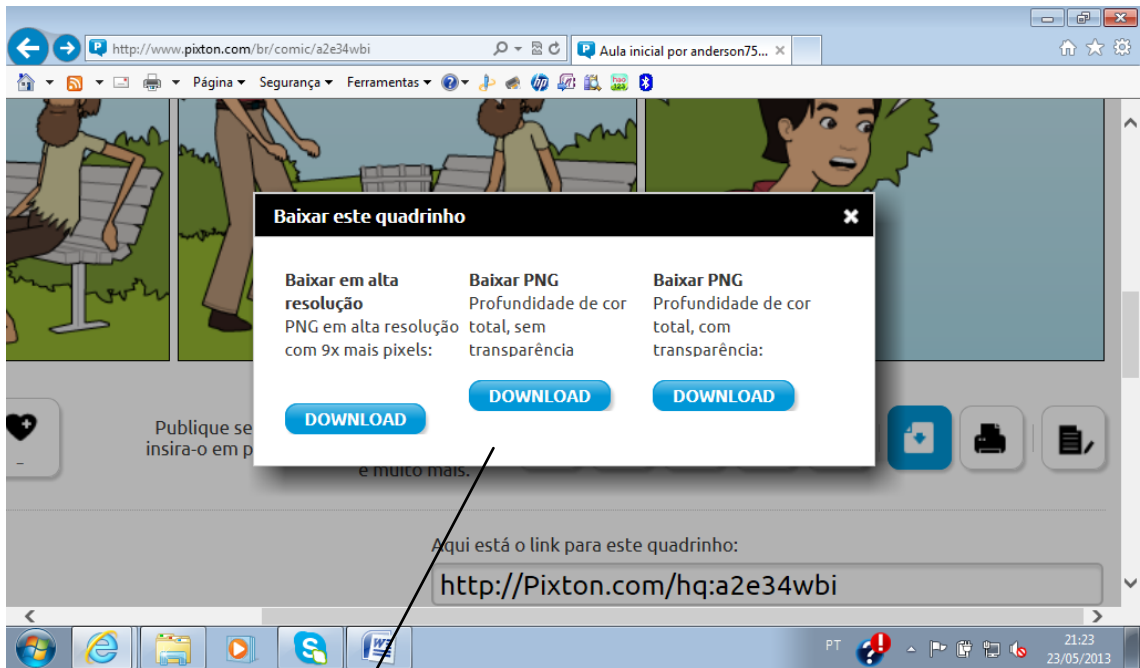 http://www.pixton.com/br/comic/a2e34wbi
Aula inicial por anderson75...
Página
Segurança
Ferramentas
Baixar este quadrinho
Baixar em alta
resolução
PNG em alta resolução
com 9x mais pixels:
DOWNLOAD
Baixar PNG
Profundidade de cor
total, sem
transparência
DOWNLOAD
Baixar PNG
Profundidade de cor
total, com
transparência:
DOWNLOAD
Publique se
insira-o em p
e muito mais.
Aqui está o link para este quadrinho:
http://Pixton.com/hq:a2e34wbi
PT
21:23
23/05/2013